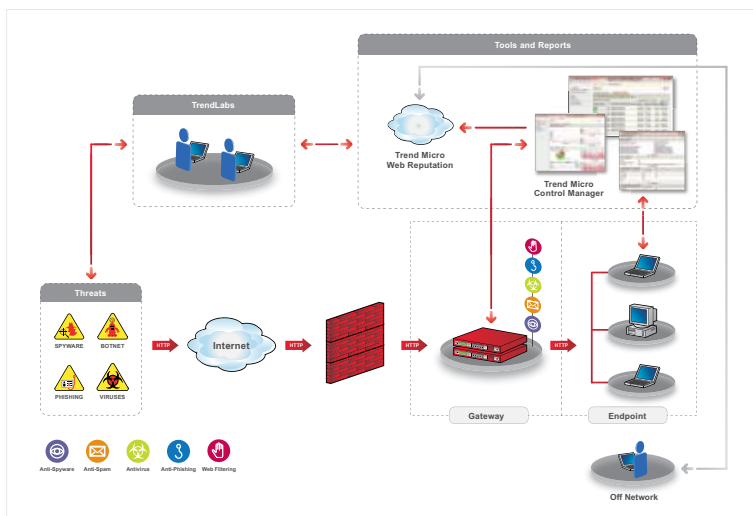 Tools and Reports
TrendLabs
Trend Micro
Web Reputation
Trend Micro
Control Manager
Threats
SPYWARE
BOTNET
PHISHING
VIRUSES
HTTP
Internet
HTTP
HTTP
HTTP
Gateway
Endpoint
Anti-Spyware
Anti-Spam
Antivirus
Anti-Phishing
Web Filtering
Off Network